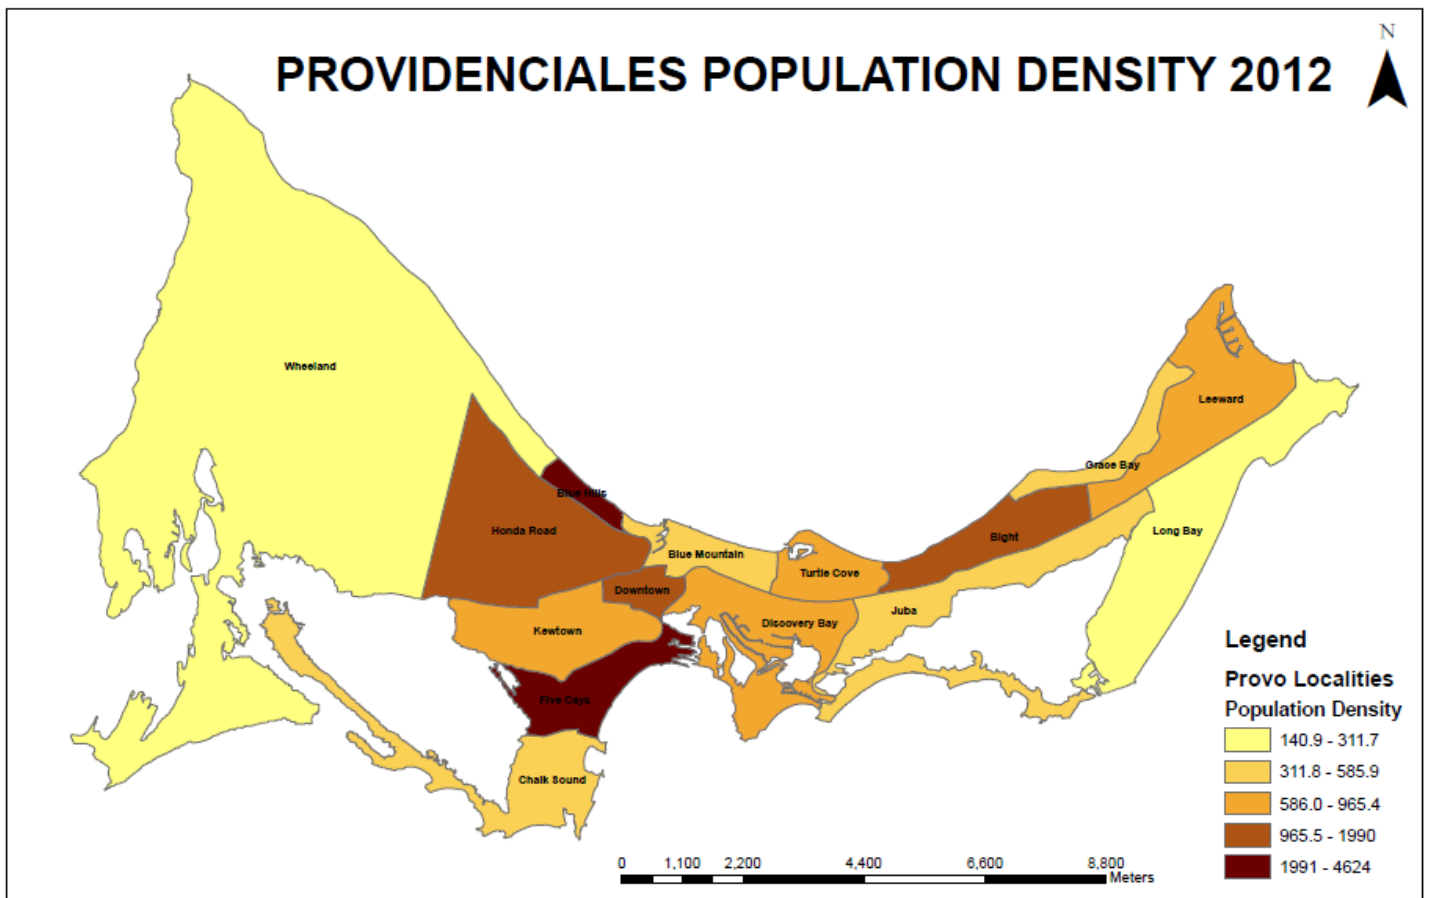 N
PROVIDENCIALES POPULATION DENSITY 2012
Wheeland
Leeward
Grace Bay
Blue Hills
Honda Road
Long Bay
Bight
Blue Mountain
Turtle Cove
Downtown
Juba
Discovery Bay
Kewtown
Five Cays
Chalk Sound
Legend
Provo Localities
Population Density
140.9 - 311.7
311.8 - 585.9
586.0 - 965.4
965.5 - 1990
1991 - 4624
0 1,100 2,200 4,400 6,600 8,800
Meters